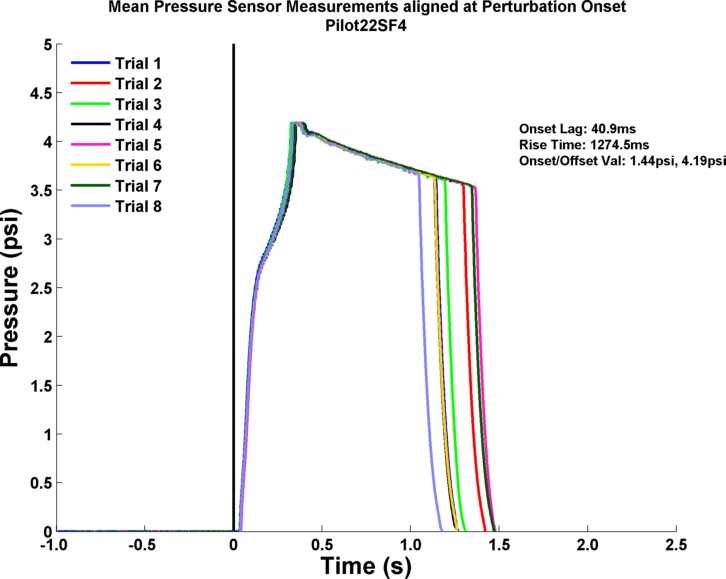 Mean Pressure Sensor Measurements aligned at Perturbation Onset
Pilot22SF4
5
4.5
4
3.5
3
2.5
2
1.5
1
0.5
0
Pressure (psi)
Trial 1
Trial 2
Trial 3
Trial 4
Trial 5
Trial 6
Trial 7
Trial 8
Onset Lag: 40.9ms
Rise Time: 1274.5ms
Onset/Offset Val: 1.44psi, 4.19psi
-1.0 -0.5 0 0.5 1.0 1.5 2.0 2.5
Time (s)